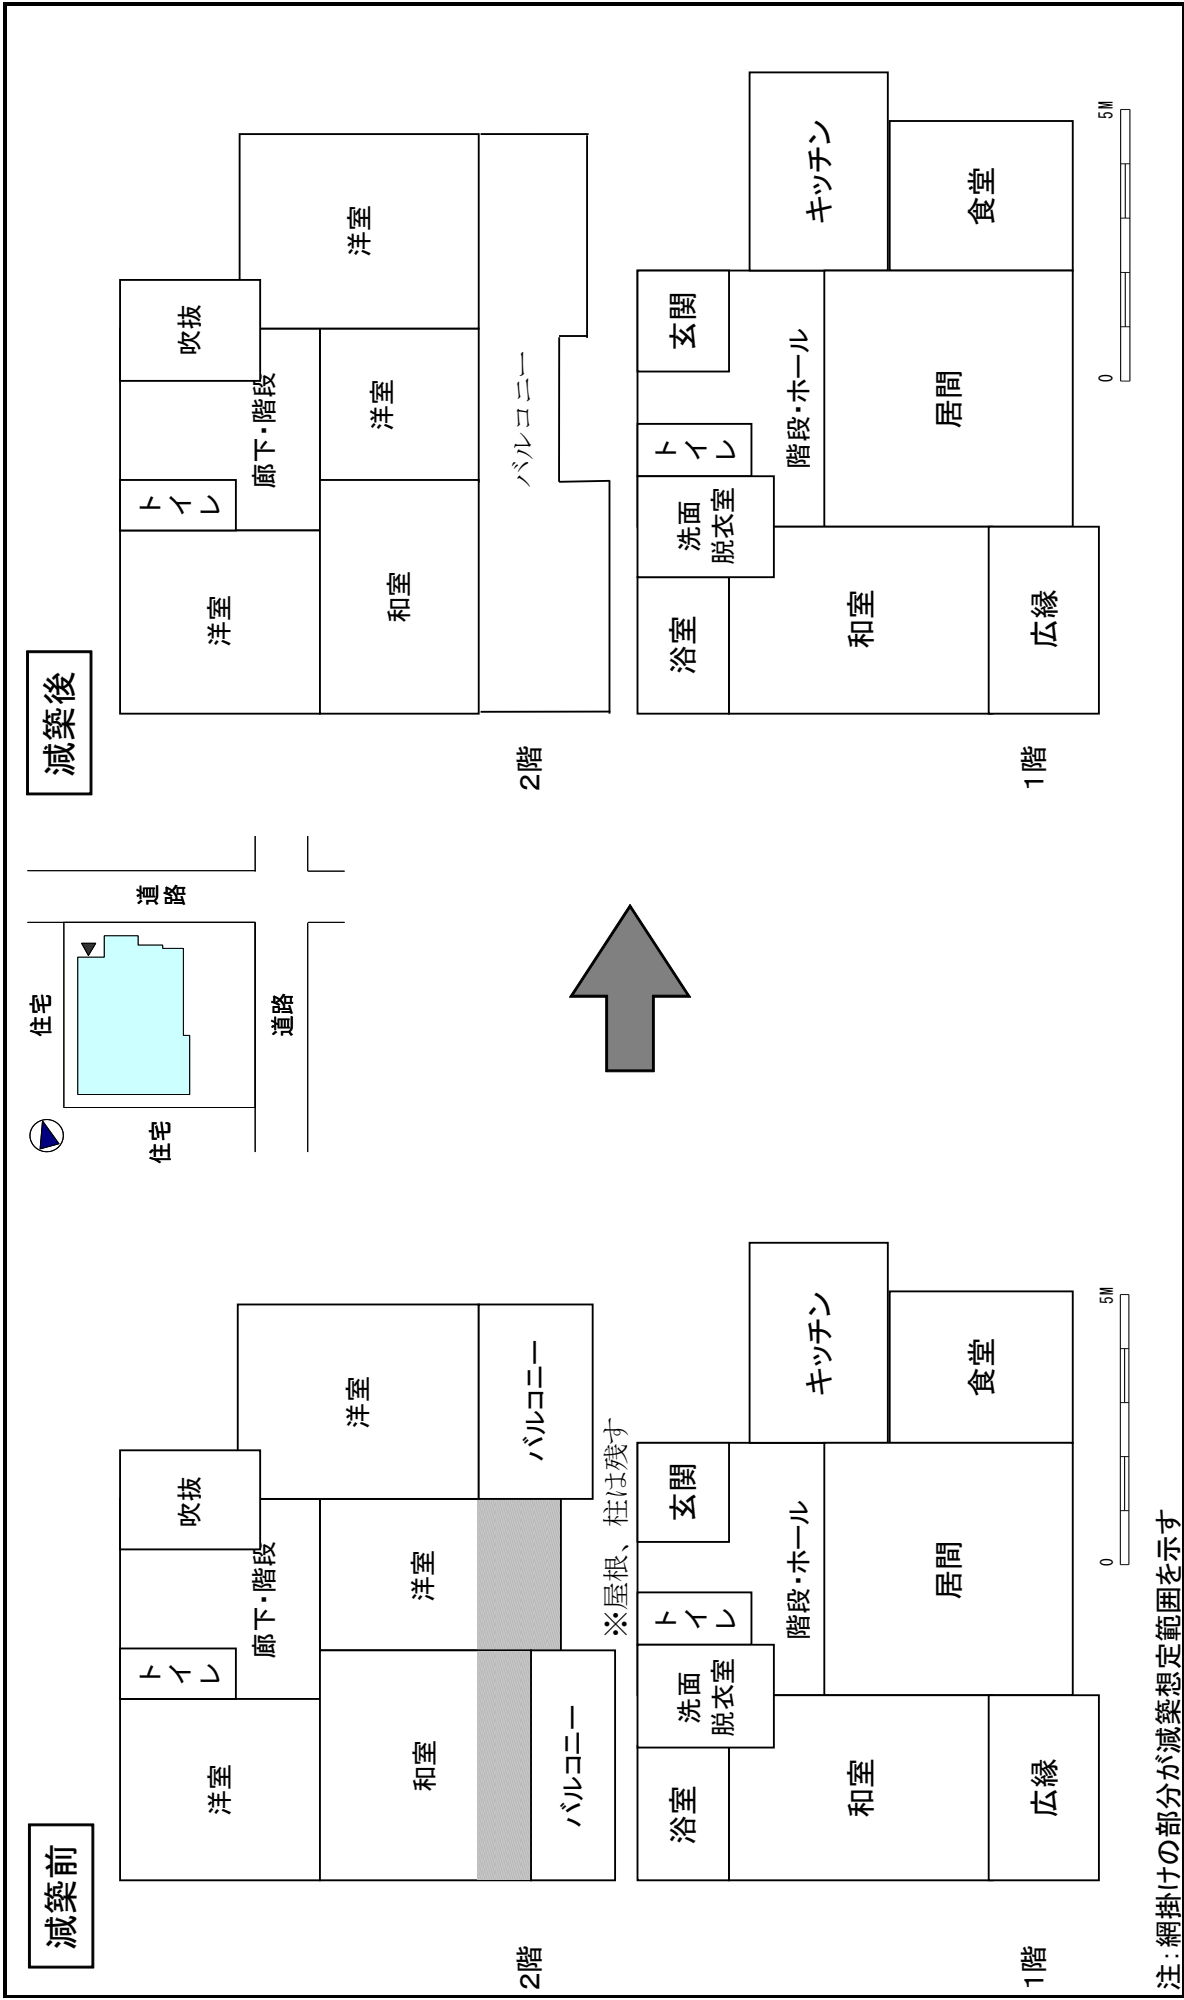 減築前
2階
洋室
トイレ
廊下・階段
吹抜
洋室
和室
洋室
バルコニー
バルコニー
※屋根、柱は残す
1階
浴室
洗面
脱衣室
トイレ
玄関
階段・ホール
キッチン
和室
居間
食堂
広縁
0
5M
注：網掛けの部分が減築想定範囲を示す
住宅
住宅
道路
道路
減築後
2階
洋室
トイレ
廊下・階段
吹抜
洋室
和室
洋室
バルコニー
1階
浴室
洗面
脱衣室
トイレ
玄関
階段・ホール
キッチン
和室
居間
食堂
広縁
0
5M